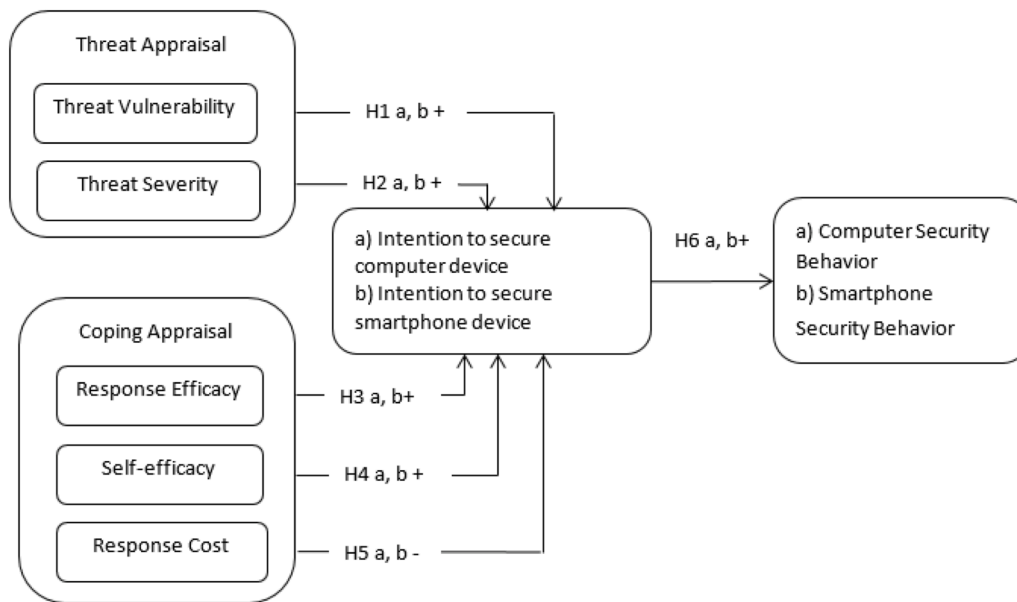 Threat Appraisal
Threat Vulnerability
H1 a, b +
Threat Severity
H2 a, b +
a) Intention to secure
computer device
b) Intention to secure
smartphone device
H6 a, b+
a) Computer Security
Behavior
b) Smartphone
Security Behavior
Coping Appraisal
Response Efficacy
H3 a, b+
Self-efficacy
H4 a, b +
Response Cost
H5 a, b -